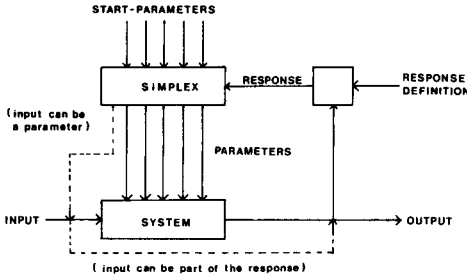 START-PARAMETERS
SIMPLEX
RESPONSE
RESPONSE
DEFINITION
(input can be
a parameter)
PARAMETERS
INPUT
SYSTEM
OUTPUT
(input can be part of the response)